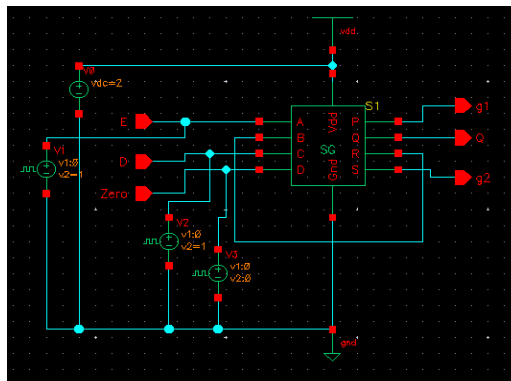 vdd
V0
vdc=2
S1
E
A
Vdd
P
g1
B
Q
Q
V1
v1:0
v2=1
D
C
SG
R
Zero
D
Gnd
S
g2
V2
v1:0
v2=1
V3
v1:0
v2:0
gnd